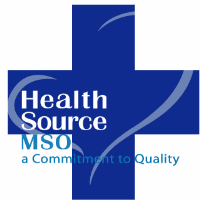 Health
Source
MSO
a Commitment to Quality